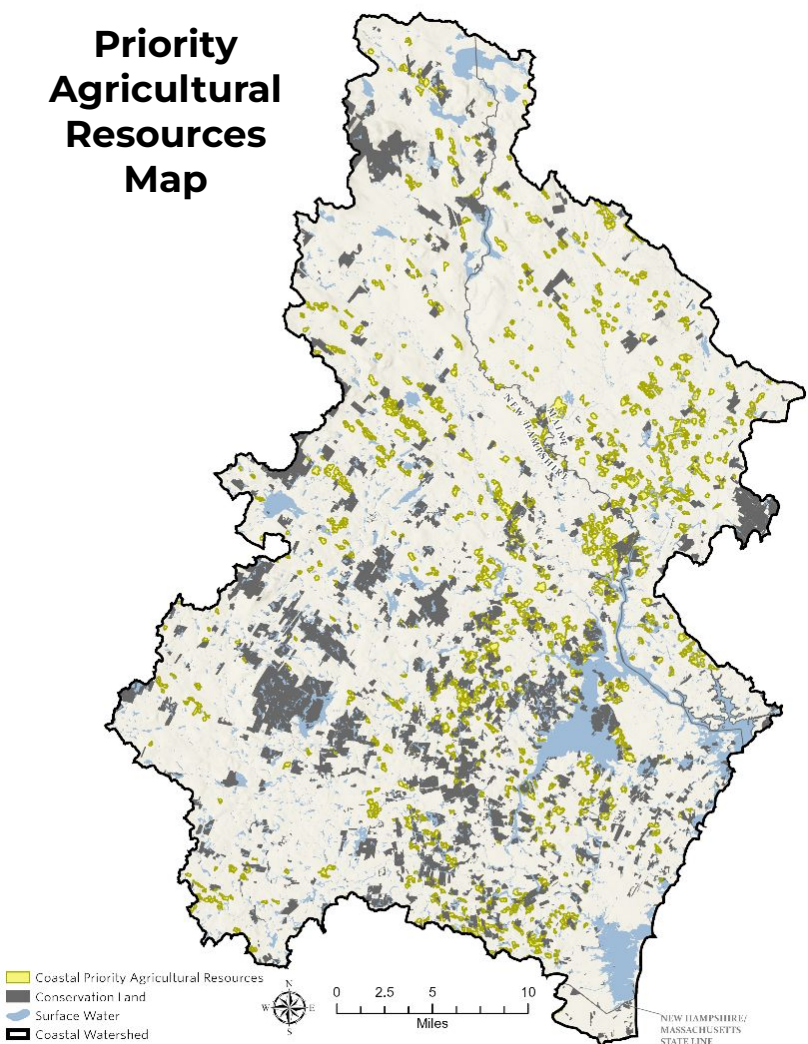 Priority
Agricultural
Resources
Map
MAINE
NEW HAMPSHIRE
Coastal Priority Agricultural Resources
Conservation Land
Surface Water
Coastal Watershed
N
W E
S
0 2.5 5 10
Miles
NEW HAMPSHIRE/
MASSACHUSETTS
STATE LINE